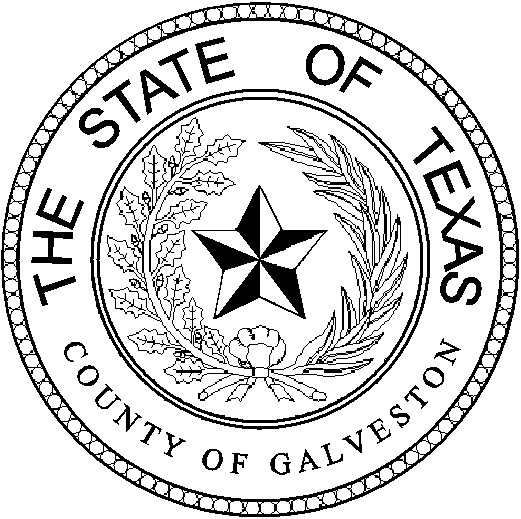 THE STATE OF TEXAS
COUNTY OF GALVESTON